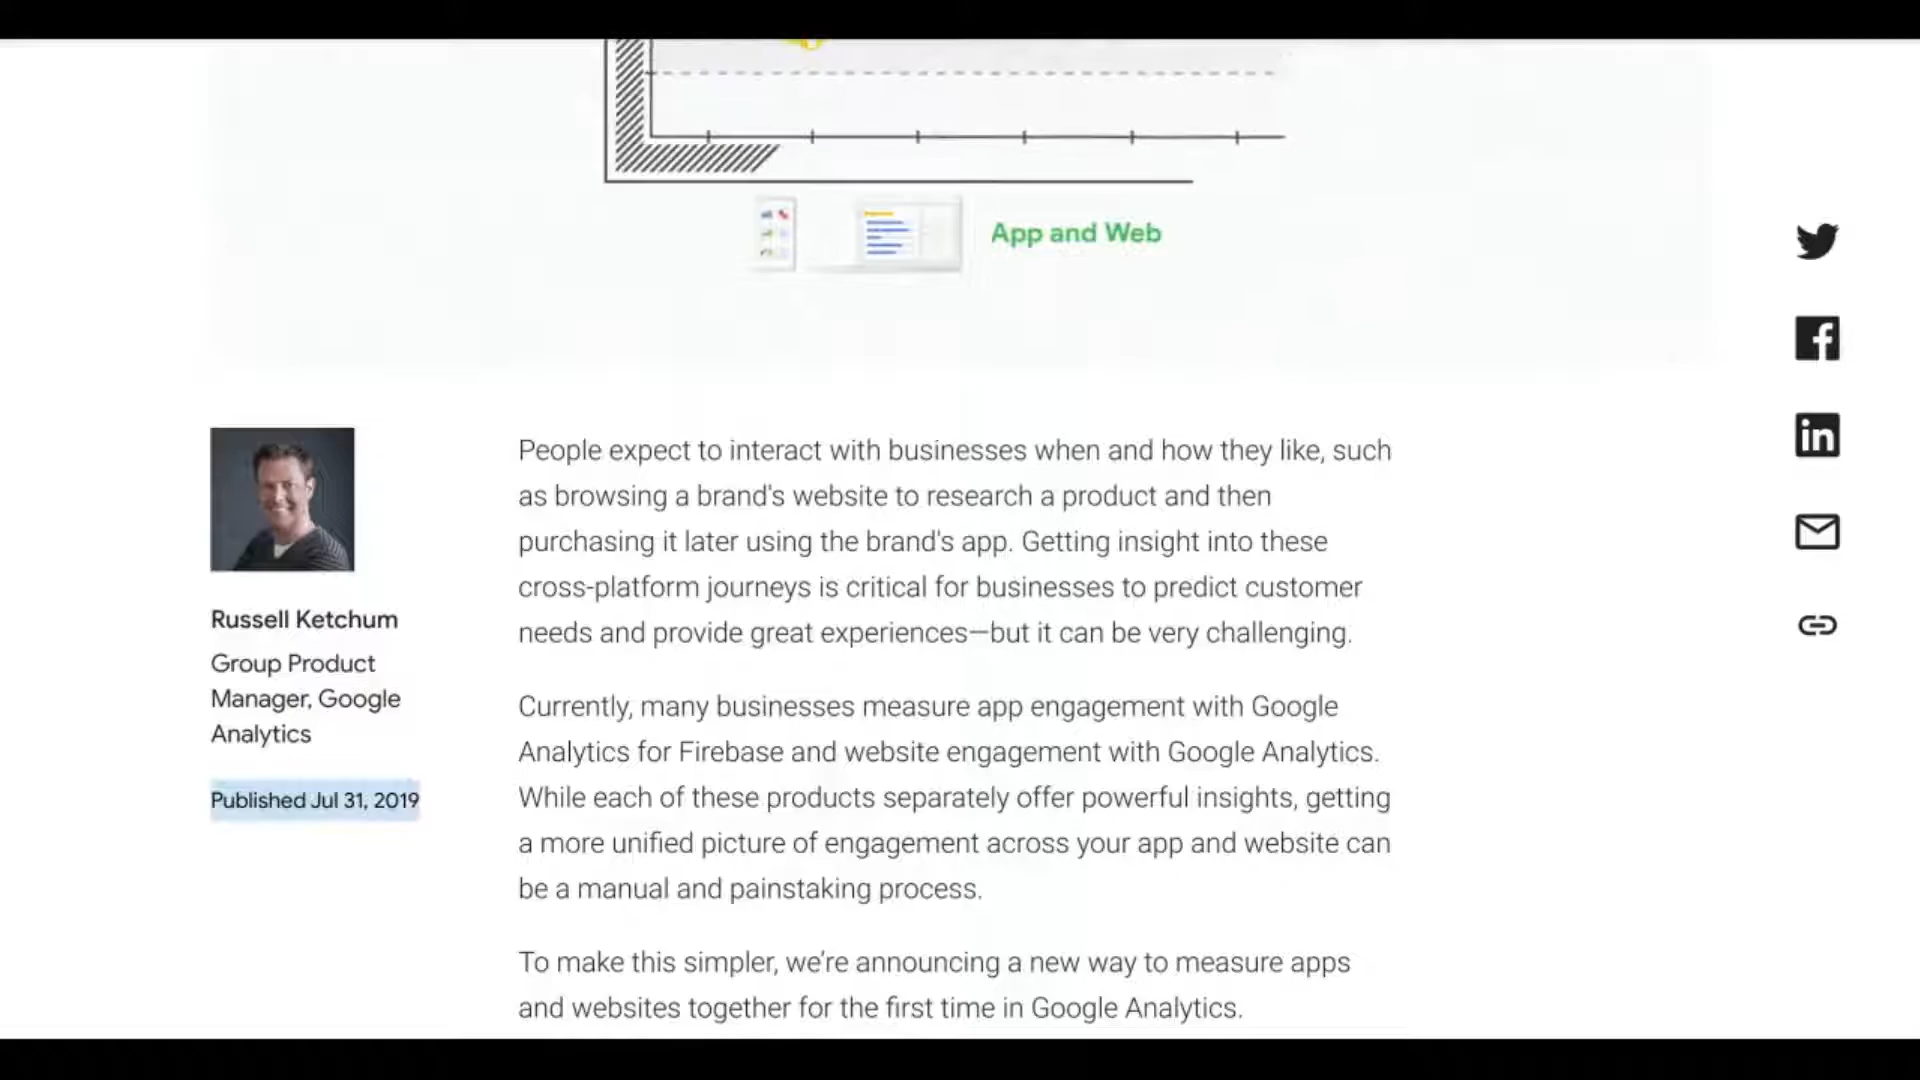 App and Web
Russell Ketchum
Group Product
Manager, Google
Analytics
Published Jul 31, 2019
People expect to interact with businesses when and how they like, such
as browsing a brand's website to research a product and then
purchasing it later using the brand's app. Getting insight into these
cross-platform journeys is critical for businesses to predict customer
needs and provide great experiences—but it can be very challenging.
Currently, many businesses measure app engagement with Google
Analytics for Firebase and website engagement with Google Analytics.
While each of these products separately offer powerful insights, getting
a more unified picture of engagement across your app and website can
be a manual and painstaking process.
To make this simpler, we’re announcing a new way to measure apps
and websites together for the first time in Google Analytics.